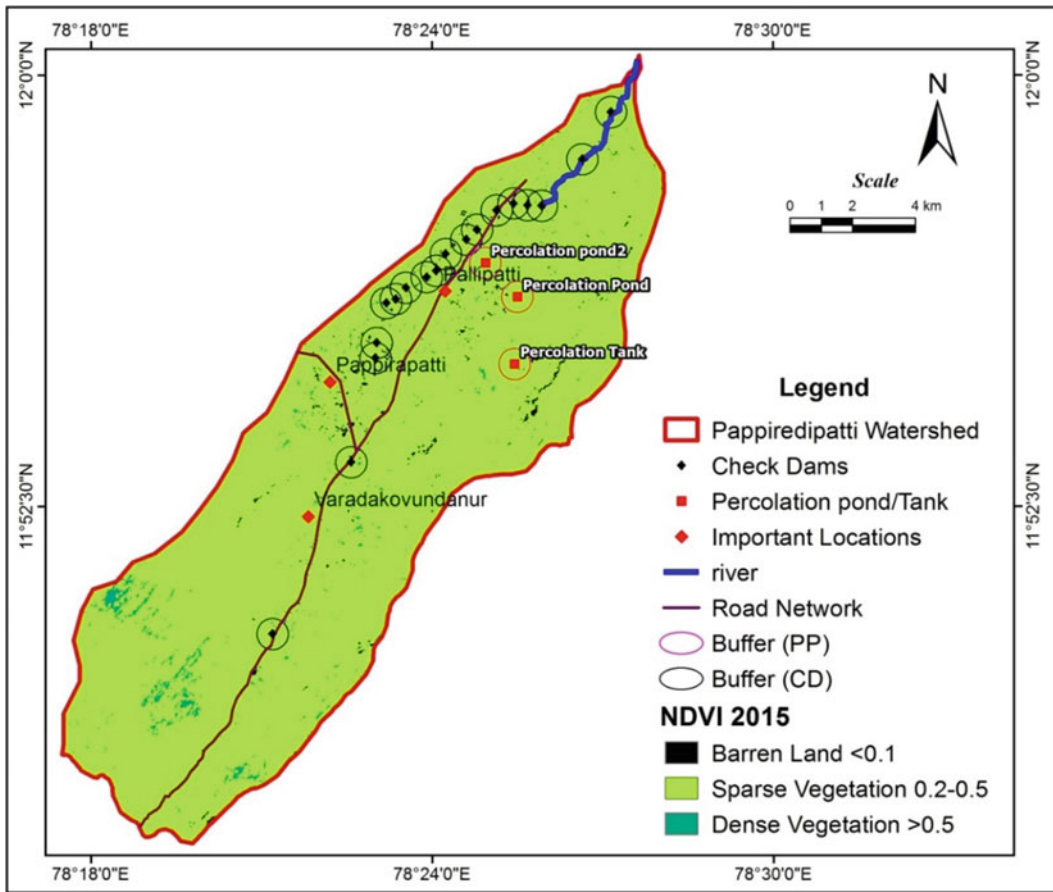 78°18'0"E 78°24'0"E 78°30'0"E
12°0'0"N
12°0'0"N
N
Scale
0 1 2 4 km
Percolation pond2
Pallipatti
Percolation Pond
Percolation Tank
Pappirapatti
Varadakovundanur
11°52'30"N
11°52'30"N
Legend
Pappiredipatti Watershed
Check Dams
Percolation pond/Tank
Important Locations
river
Road Network
Buffer (PP)
Buffer (CD)
NDVI 2015
Barren Land <0.1
Sparse Vegetation 0.2-0.5
Dense Vegetation >0.5
78°18'0"E 78°24'0"E 78°30'0"E